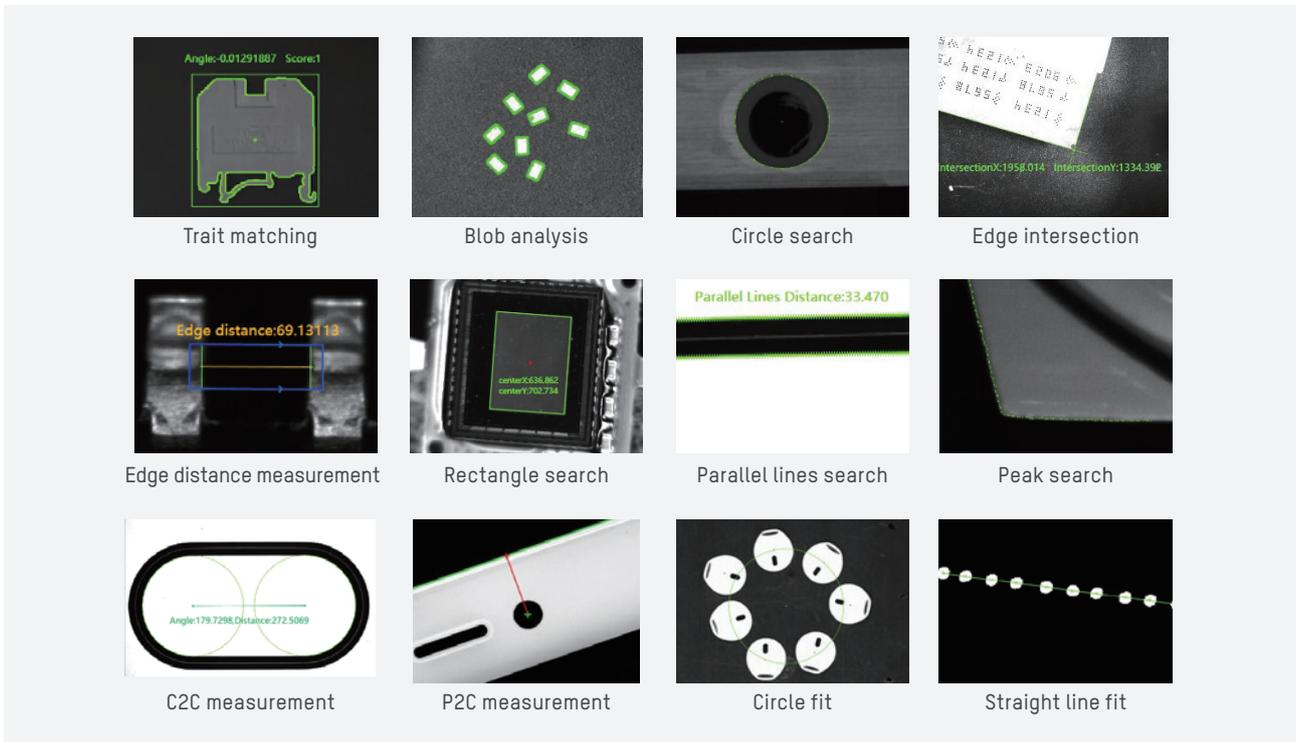 Angle:-0.01291887 Score:1
Trait matching
Blob analysis
Circle search
IntersectionX:1958.014 IntersectionY:1334.392
Edge intersection
Edge distance:69.13113
Edge distance measurement
centerX:636.862
centerY:702.734
Rectangle search
Parallel Lines Distance:33.470
Parallel lines search
Peak search
Angle:179.7298,Distance:272.5069
C2C measurement
P2C measurement
Circle fit
Straight line fit